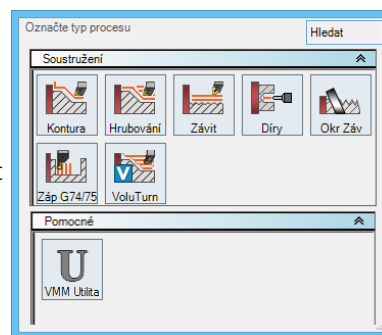 Označte typ procesu
Hledat
Soustružení
Kontura
Hrubování
Závit
Díry
Okr Záv
Záp G74/75
VoluTurn
Pomocné
U
VMM Utilita